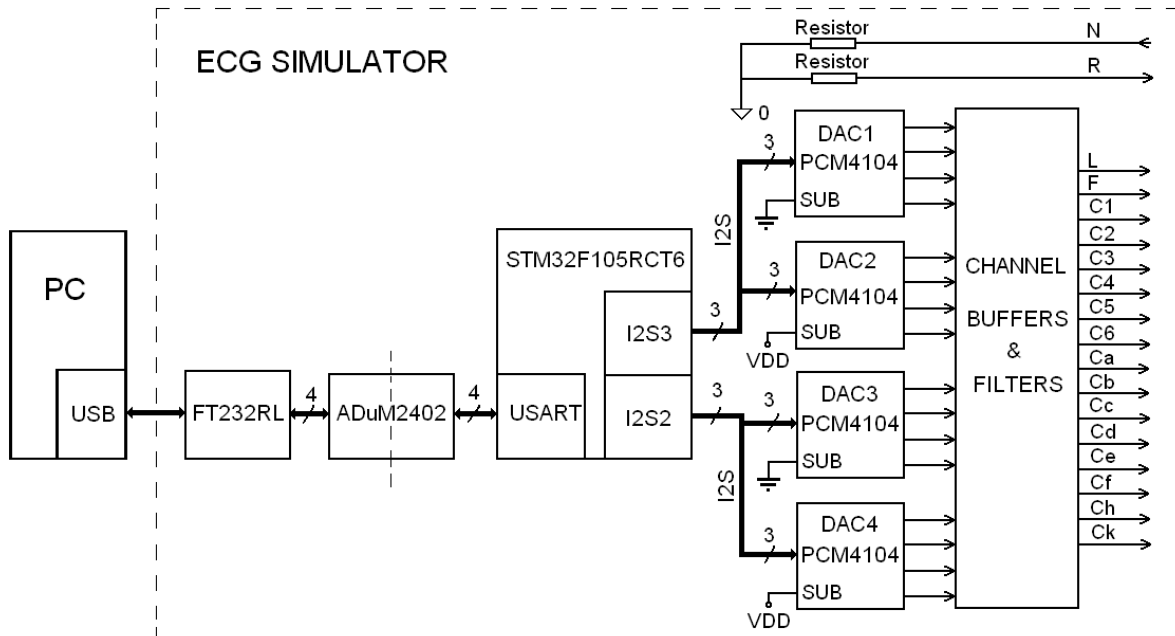 ECG SIMULATOR
Resistor
N
Resistor
R
0
DAC1
PCM4104
SUB
3
I2S
DAC2
PCM4104
SUB
3
VDD
PC
USB
FT232RL
4
ADuM2402
4
STM32F105RCT6
USART
I2S3
I2S2
3
3
DAC3
PCM4104
SUB
3
I2S
DAC4
PCM4104
SUB
3
VDD
CHANNEL
BUFFERS
&
FILTERS
L
F
C1
C2
C3
C4
C5
C6
Ca
Cb
Cc
Cd
Ce
Cf
Ch
Ck